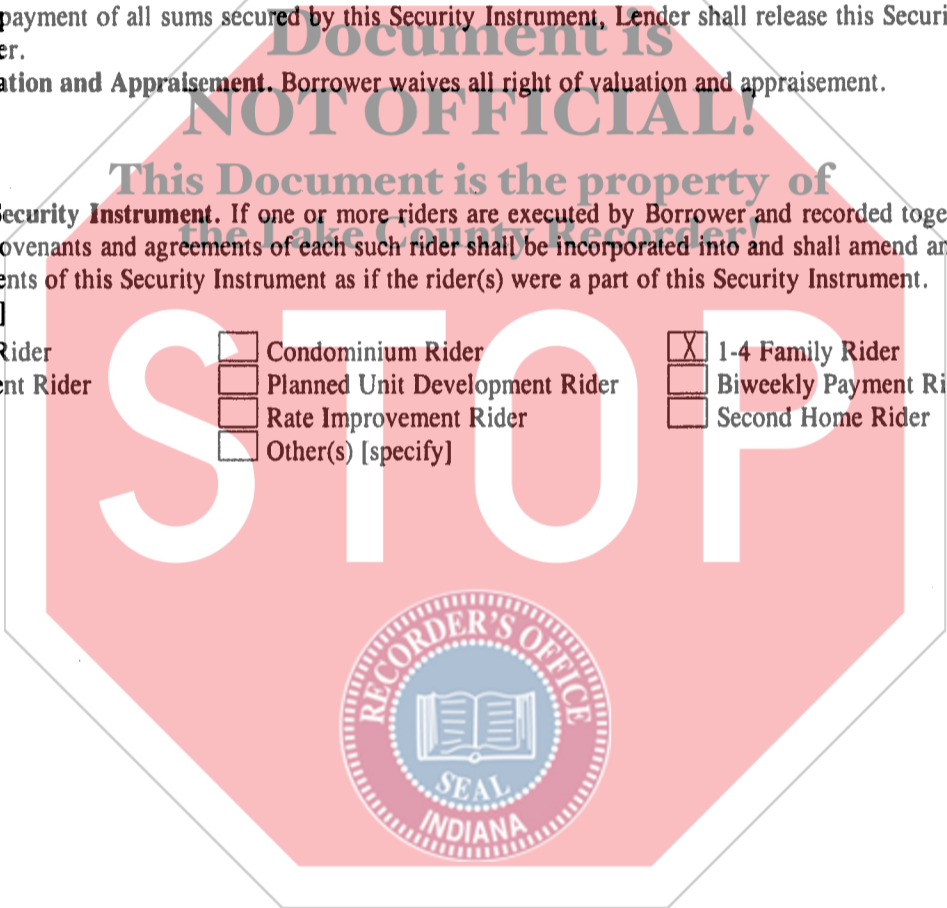 payment of all sums secured by this Security Instrument, Lender shall release this Securi
er.
ation and Appraisement. Borrower waives all right of valuation and appraisement.
Document is
NOT OFFICIAL!
This Document is the property of
the Lake County Recorder!
ecurity Instrument. If one or more riders are executed by Borrower and recorded toge
ovenants and agreements of each such rider shall be incorporated into and shall amend an
ents of this Security Instrument as if the rider(s) were a part of this Security Instrument.
]
Rider Condominium Rider X 1-4 Family Rider
ent Rider Planned Unit Development Rider Biweekly Payment Ri
Rate Improvement Rider Second Home Rider
Other(s) [specify]
STOP
RECORDER'S OFFICE
SEAL
INDIANA